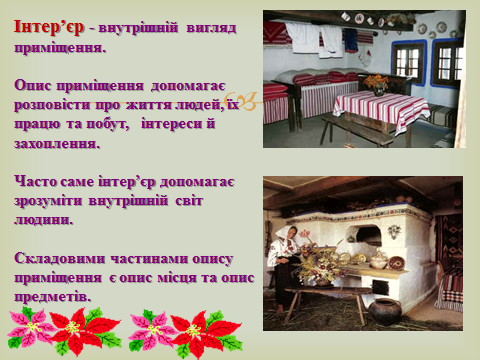 Інтер’єр - внутрішній вигляд
приміщення.
Опис приміщення допомагає
розповісти про життя людей, їх
працю та побут, інтереси й
захоплення.
Часто саме інтер’єр допомагає
зрозуміти внутрішній світ
людини.
Складовими частинами опису
приміщення є опис місця та опис
предметів.